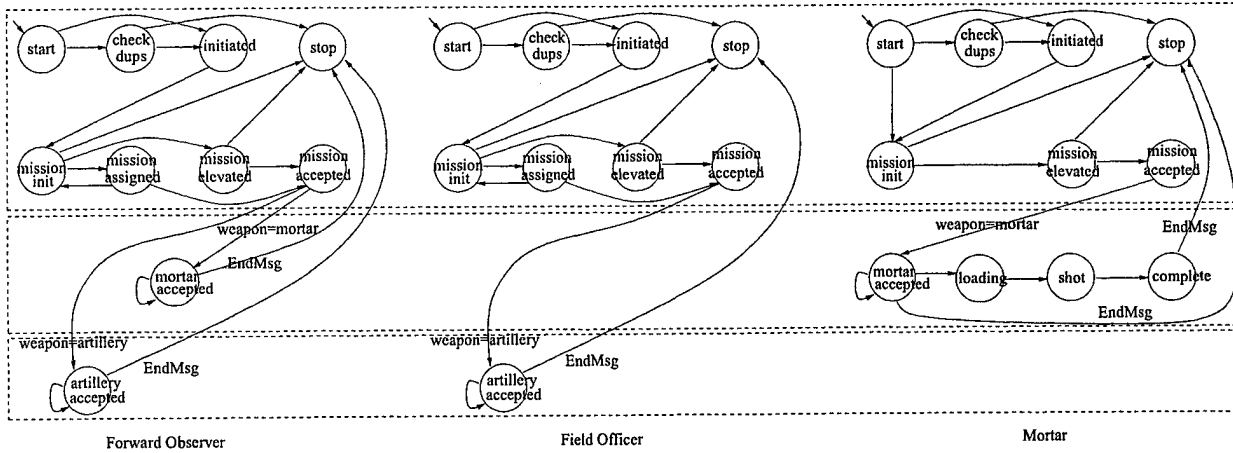 start
check
dups
initiated
stop
mission
init
mission
assigned
mission
elevated
mission
accepted
weapon=mortar
mortar
accepted
EndMsg
weapon=artillery
artillery
accepted
EndMsg
Forward Observer
start
check
dups
initiated
stop
mission
init
mission
assigned
mission
elevated
mission
accepted
weapon=artillery
artillery
accepted
EndMsg
Field Officer
start
check
dups
initiated
stop
mission
init
mission
elevated
mission
accepted
weapon=mortar
EndMsg
mortar
accepted
loading
shot
complete
EndMsg
Mortar